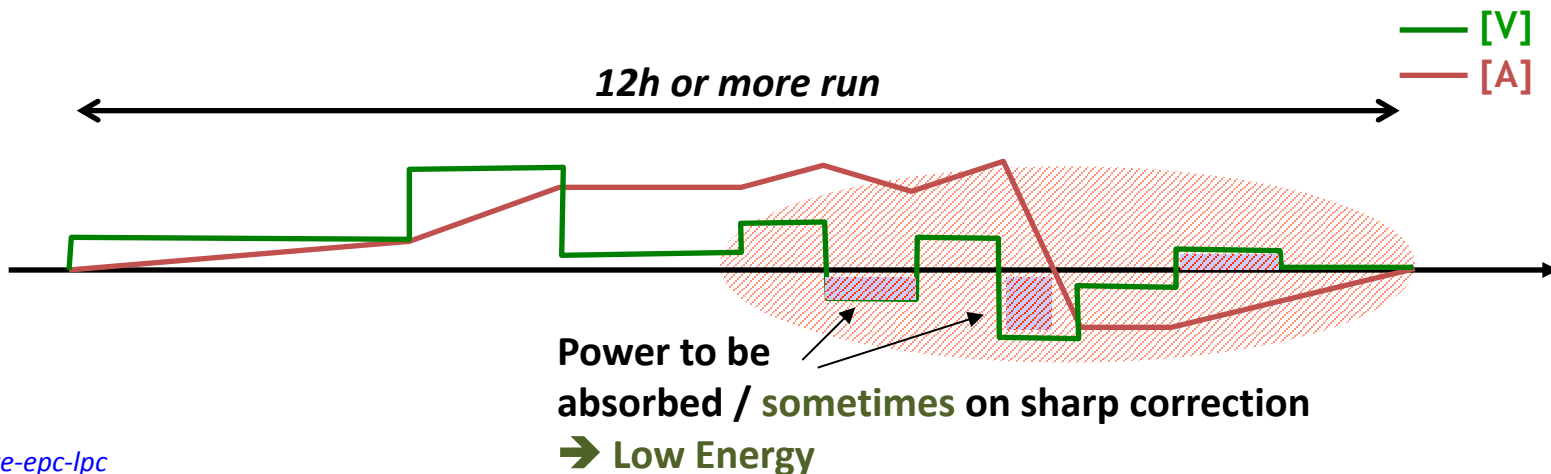 [V]
[A]
12h or more run
Power to be
absorbed / sometimes on sharp correction
➔ Low Energy
e-epc-lpc